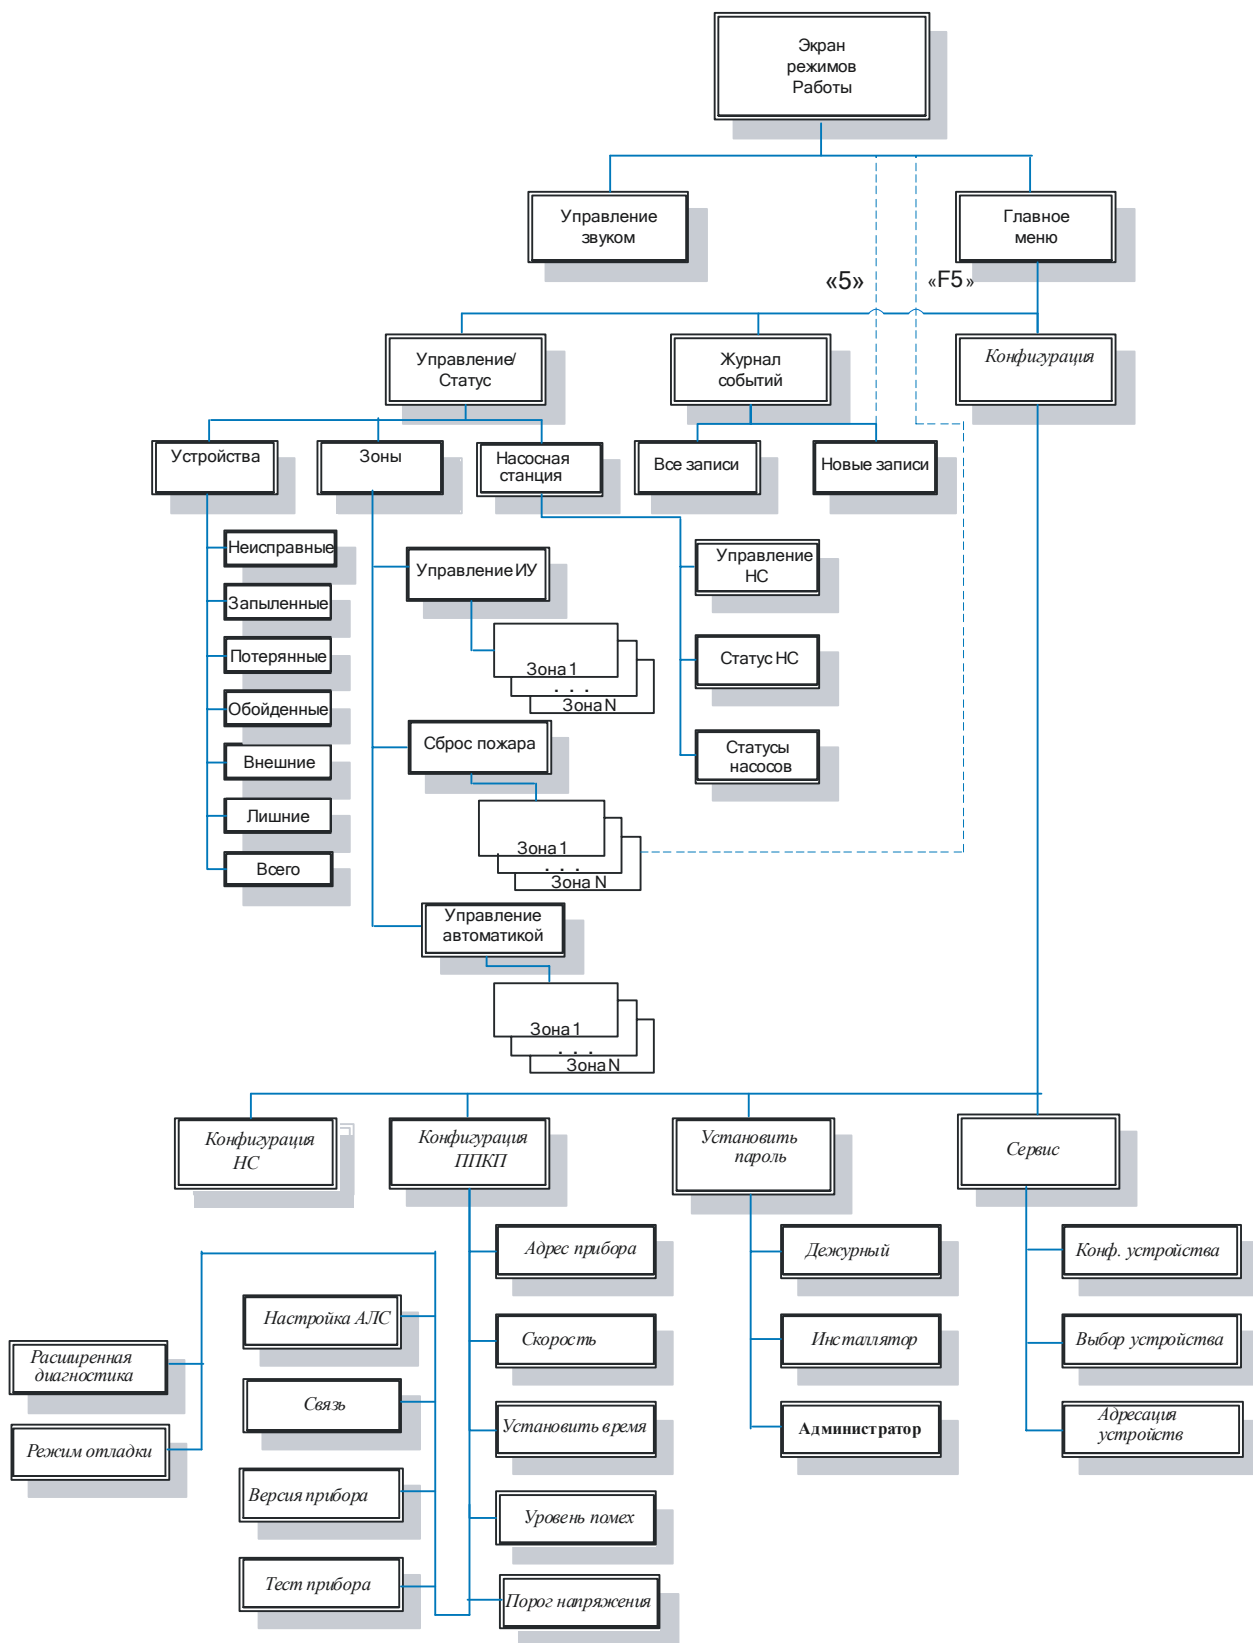 Экран
режимов
Работы
Управление
звуком
Главное
меню
«5»
«F5»
Управление/
Статус
Журнал
событий
Конфигурация
Устройства
Зоны
Насосная
станция
Все записи
Новые записи
Неисправные
Запыленные
Потерянные
Обойденные
Внешние
Лишние
Всего
Управление ИУ
Зона 1
. . .
Зона N
Сброс пожара
Зона 1
. . .
Зона N
Управление
автоматикой
Зона 1
. . .
Зона N
Управление
НС
Статус НС
Статусы
насосов
Конфигурация
НС
Конфигурация
ППКП
Установить
пароль
Сервис
Адрес прибора
Скорость
Установить время
Уровень помех
Порог напряжения
Настройка АЛС
Связь
Версия прибора
Тест прибора
Расширенная
диагностика
Режим отладки
Дежурный
Инсталлятор
Администратор
Конф. устройства
Выбор устройства
Адресация
устройств